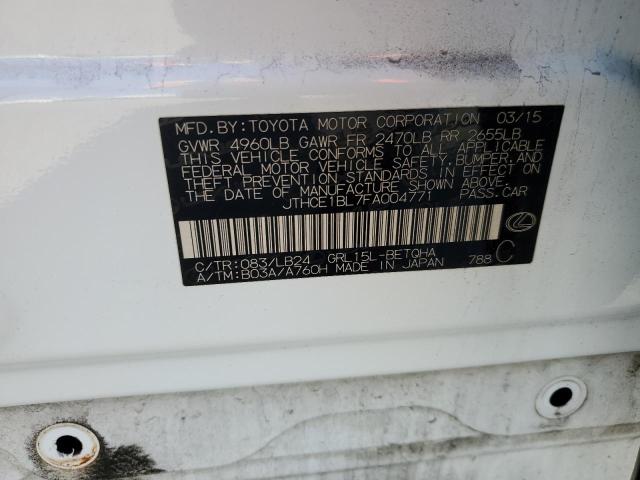 MFD. BY: TOYOTA MOTOR CORPORATION 03/15
GVWR 4960LB GAWR FR 2470LB RR 2655LB
THIS VEHICLE CONFORMS TO ALL APPLICABLE
FEDERAL MOTOR VEHICLE SAFETY, BUMPER, AND
THEFT PREVENTION STANDARDS IN EFFECT ON
THE DATE OF MANUFACTURE SHOWN ABOVE.
JTHCE1BL7FA004771 PASS. CAR
C/TR: 083/LB24 GRL15L-BETQHA
A/TM: B03A/A760H MADE IN JAPAN 788 C